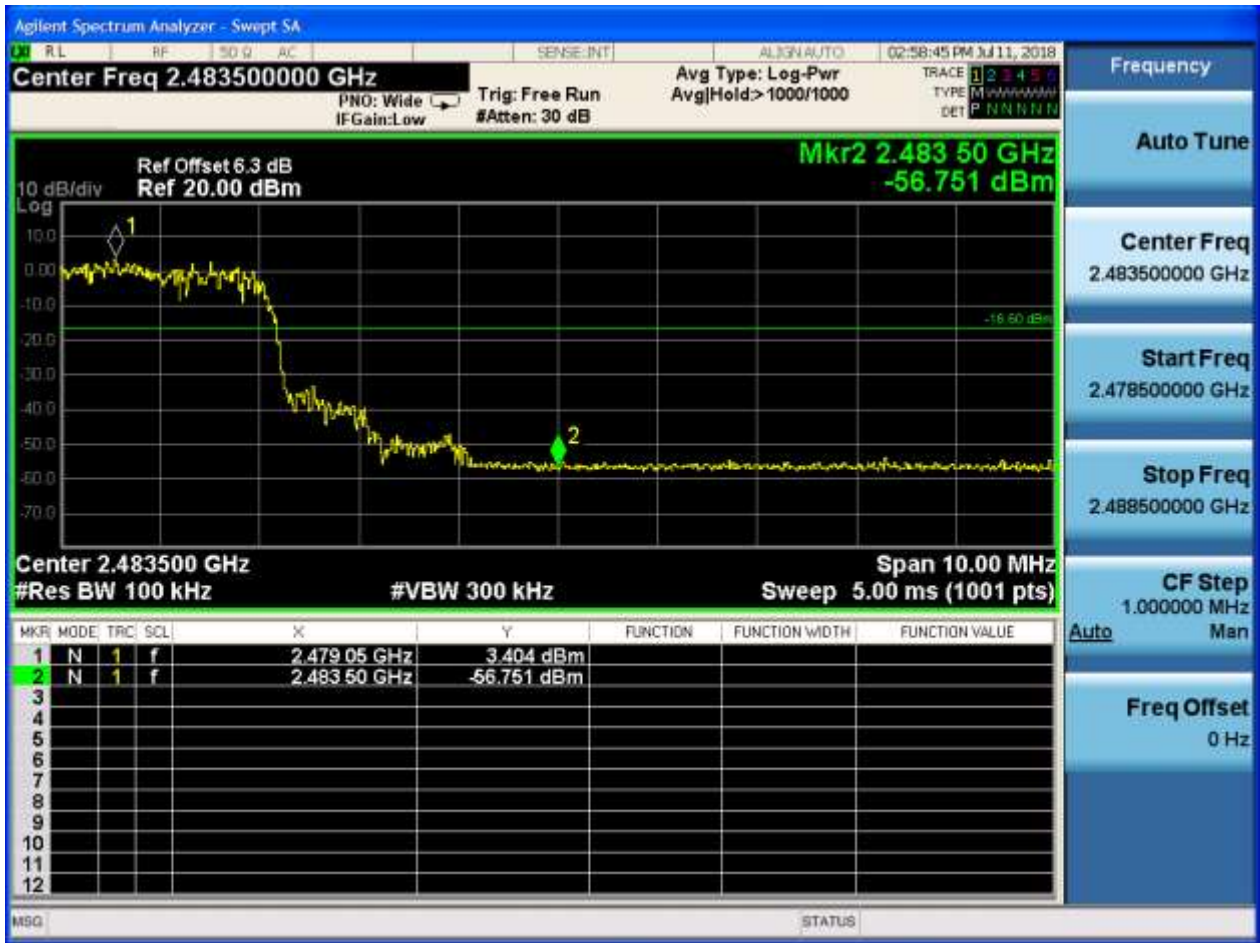 Agilent Spectrum Analyzer - Swept SA
LXI RL RF 50 Ω AC SENSE:INT ALIGN AUTO 02:58:45 PM Jul 11, 2018
Center Freq 2.483500000 GHz
PNO: Wide
IFGain:Low
Trig: Free Run
#Atten: 30 dB
Avg Type: Log-Pwr
Avg|Hold:>1000/1000
TRACE 1 2 3 4 5 6
TYPE M
DET P N N N N N
Mkr2 2.483 50 GHz
-56.751 dBm
Ref Offset 6.3 dB
10 dB/div Ref 20.00 dBm
Log
10.0
0.00
-10.0
-20.0
-30.0
-40.0
-50.0
-60.0
-70.0
1
-16.60 dBm
2
Center 2.483500 GHz Span 10.00 MHz
#Res BW 100 kHz #VBW 300 kHz Sweep 5.00 ms (1001 pts)
MKR MODE TRC SCL X Y FUNCTION FUNCTION WIDTH FUNCTION VALUE
1 N 1 f 2.479 05 GHz 3.404 dBm
2 N 1 f 2.483 50 GHz -56.751 dBm
3
4
5
6
7
8
9
10
11
12
MSG STATUS
Frequency
Auto Tune
Center Freq
2.483500000 GHz
Start Freq
2.478500000 GHz
Stop Freq
2.488500000 GHz
CF Step
1.000000 MHz
Auto Man
Freq Offset
0 Hz